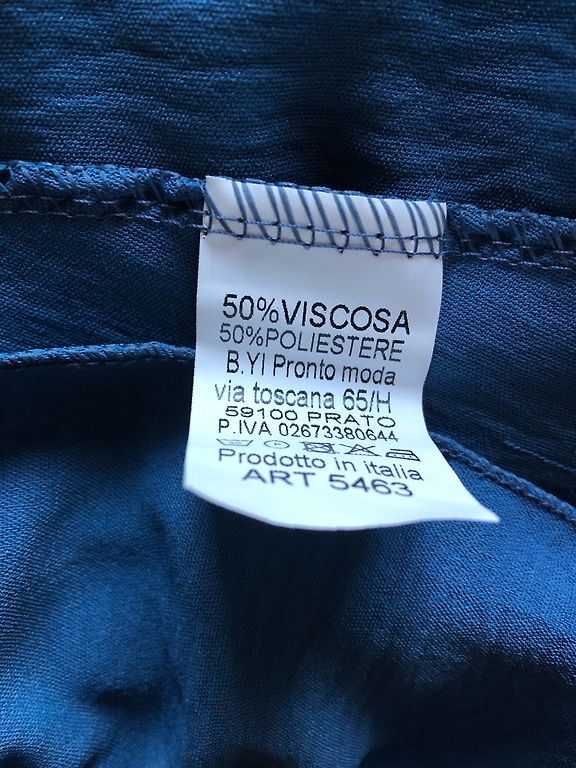 50%VISCOSA
50%POLIESTERE
B.YI Pronto moda
via toscana 65/H
59100 PRATO
P.IVA 02673380644
Prodotto in italia
ART 5463